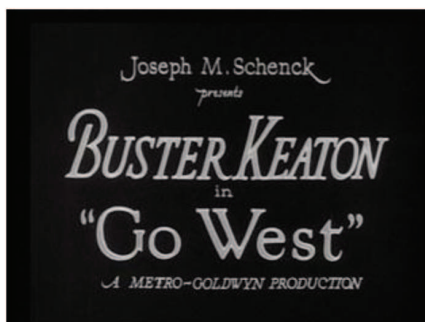 Joseph M. Schenck
presents
BUSTER KEATON
in
"Go West"
A METRO-GOLDWYN PRODUCTION